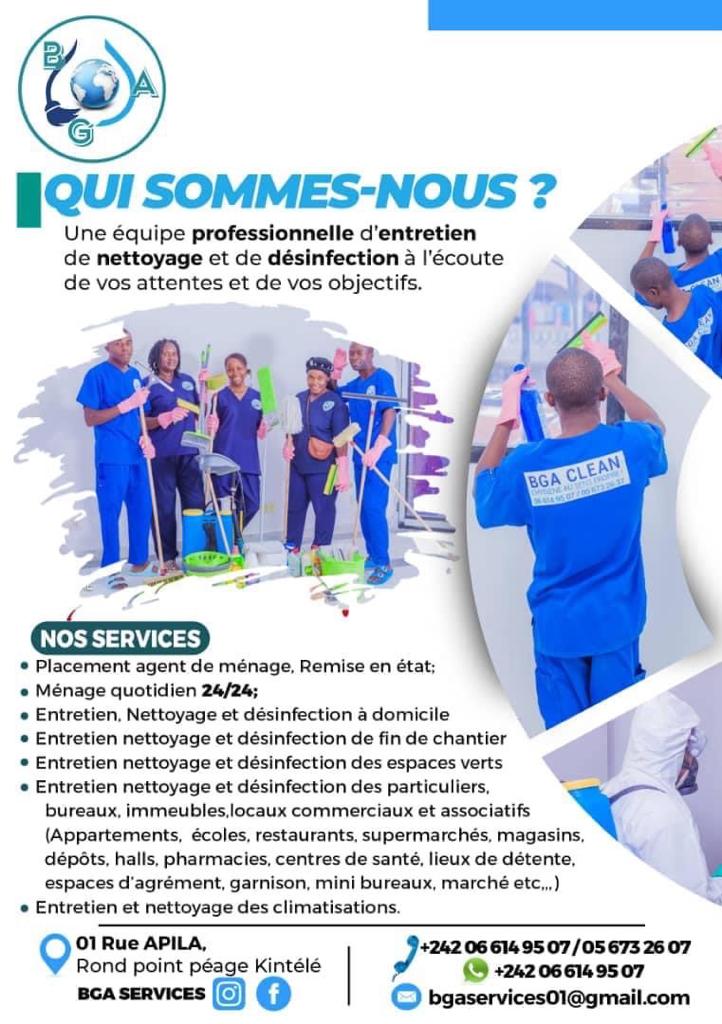 B
A
G
QUI SOMMES-NOUS ?
Une équipe professionnelle d'entretien
de nettoyage et de désinfection à l'écoute
de vos attentes et de vos objectifs.
BGA CLEAN
NOS SERVICES
• Placement agent de ménage, Remise en état;
• Ménage quotidien 24/24;
• Entretien, Nettoyage et désinfection à domicile
• Entretien nettoyage et désinfection de fin de chantier
• Entretien nettoyage et désinfection des espaces verts
• Entretien nettoyage et désinfection des particuliers,
bureaux, immeubles,locaux commerciaux et associatifs
(Appartements, écoles, restaurants, supermarchés, magasins,
dépôts, halls, pharmacies, centres de santé, lieux de détente,
espaces d'agrément, garnison, mini bureaux, marché etc,,,)
• Entretien et nettoyage des climatisations.
01 Rue APILA,
Rond point péage Kintélé
BGA SERVICES
+242 06 614 95 07 / 05 673 26 07
+242 06 614 95 07
bgaservices01@gmail.com